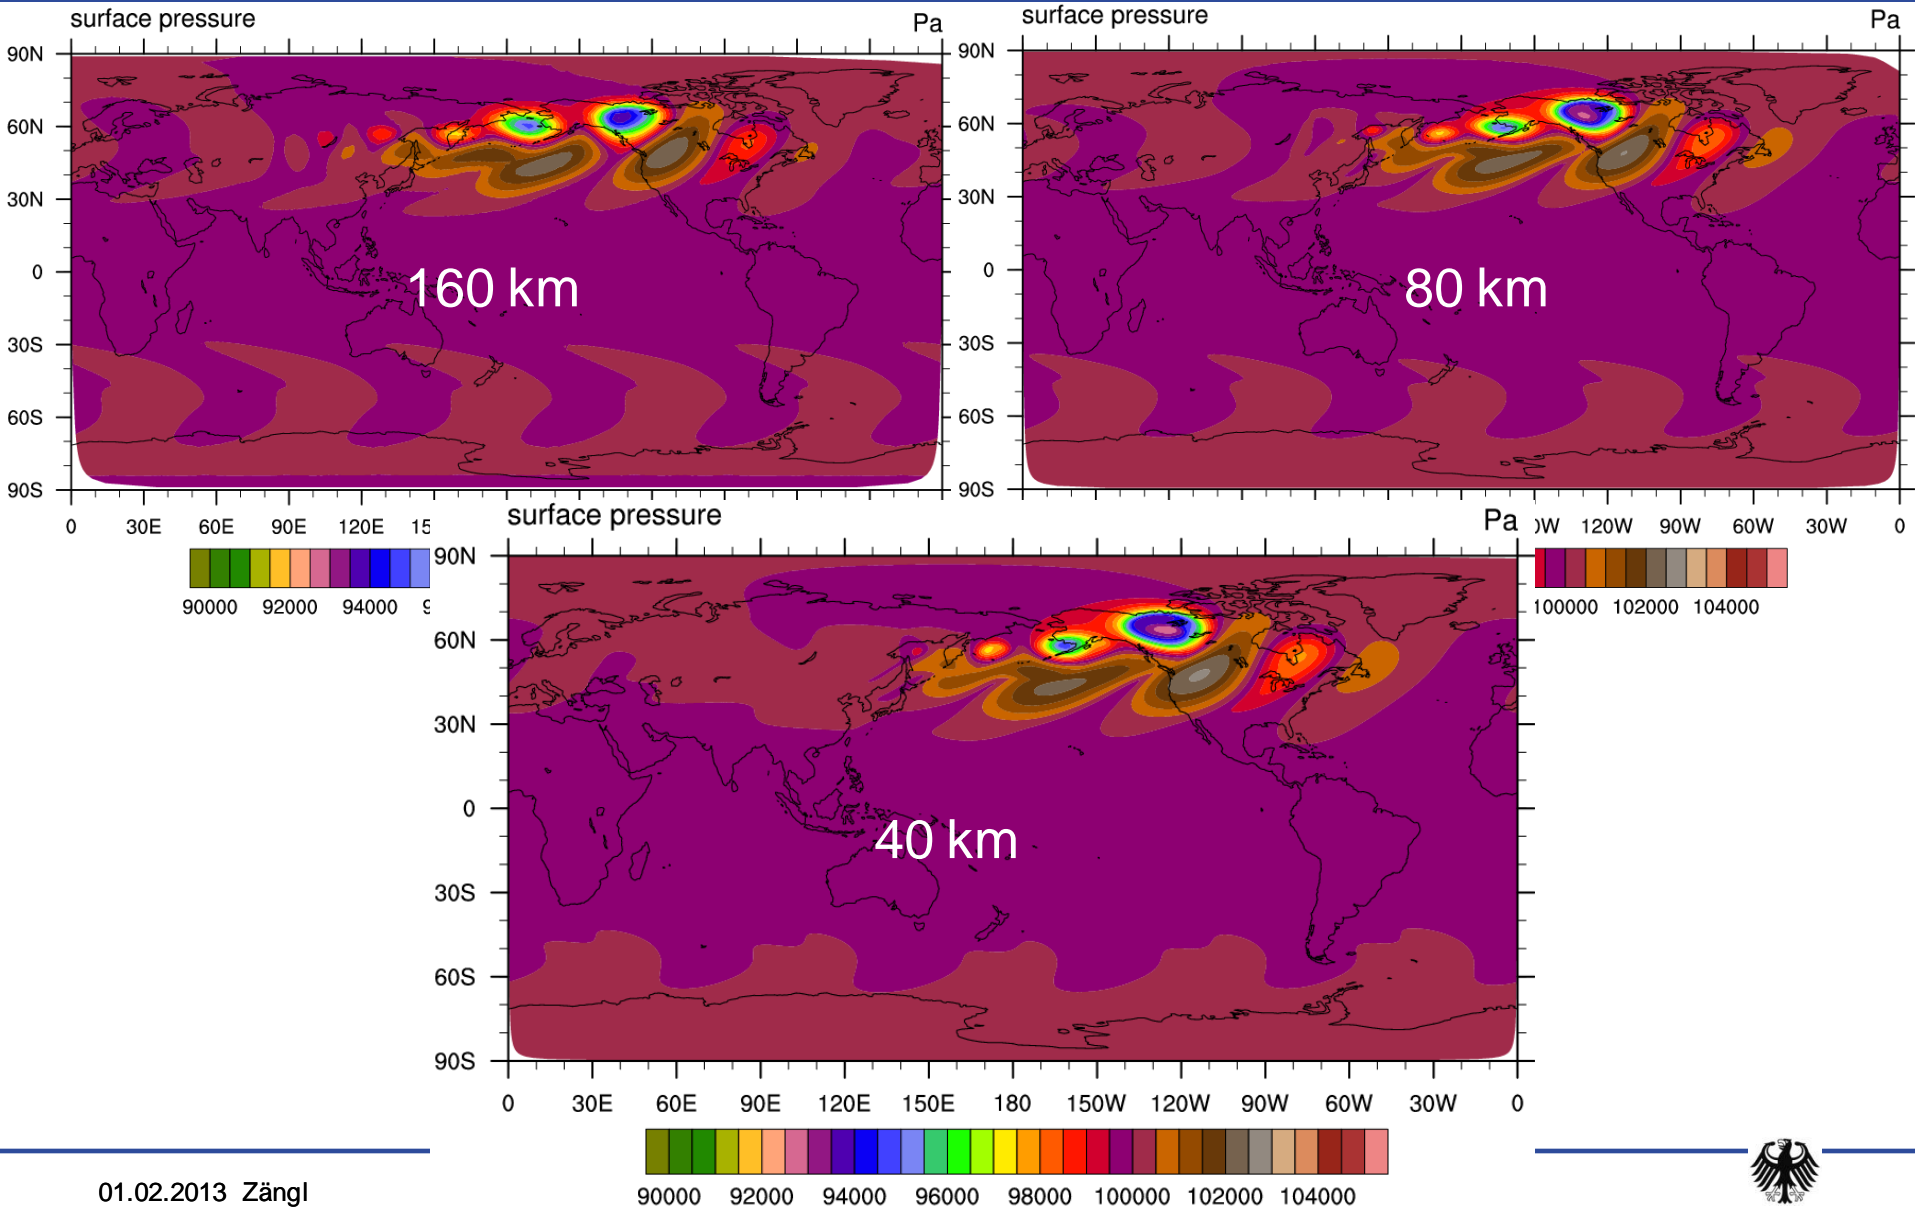 surface pressure Pa
90N
60N
30N
0
30S
60S
90S
0 30E 60E 90E 120E 15
160 km
90000 92000 94000 9
surface pressure Pa
90N
60N
30N
0
30S
60S
90S
0W 120W 90W 60W 30W 0
80 km
100000 102000 104000
surface pressure Pa
90N
60N
30N
0
30S
60S
90S
0 30E 60E 90E 120E 150E 180 150W 120W 90W 60W 30W 0
40 km
90000 92000 94000 96000 98000 100000 102000 104000
01.02.2013 Zängl